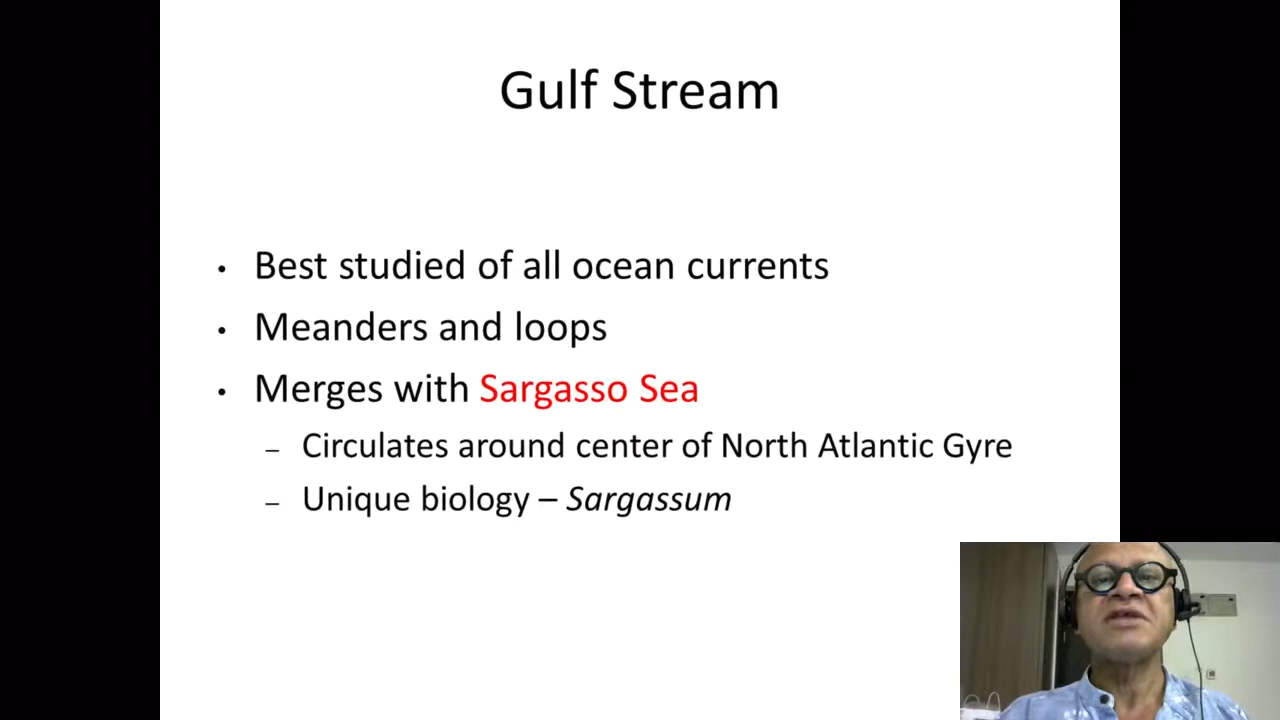 Gulf Stream
• Best studied of all ocean currents
• Meanders and loops
• Merges with Sargasso Sea
– Circulates around center of North Atlantic Gyre
– Unique biology – Sargassum